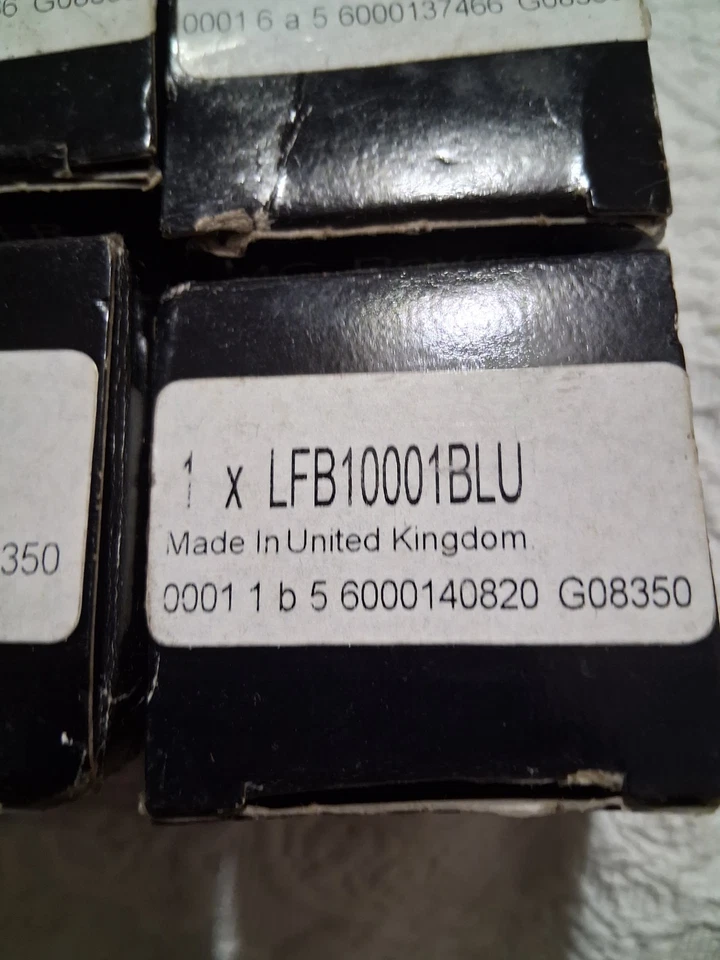 0001 6 a 5 6000137466
1 x LFB10001BLU
Made In United Kingdom
350
0001 1 b 5 6000140820 G08350